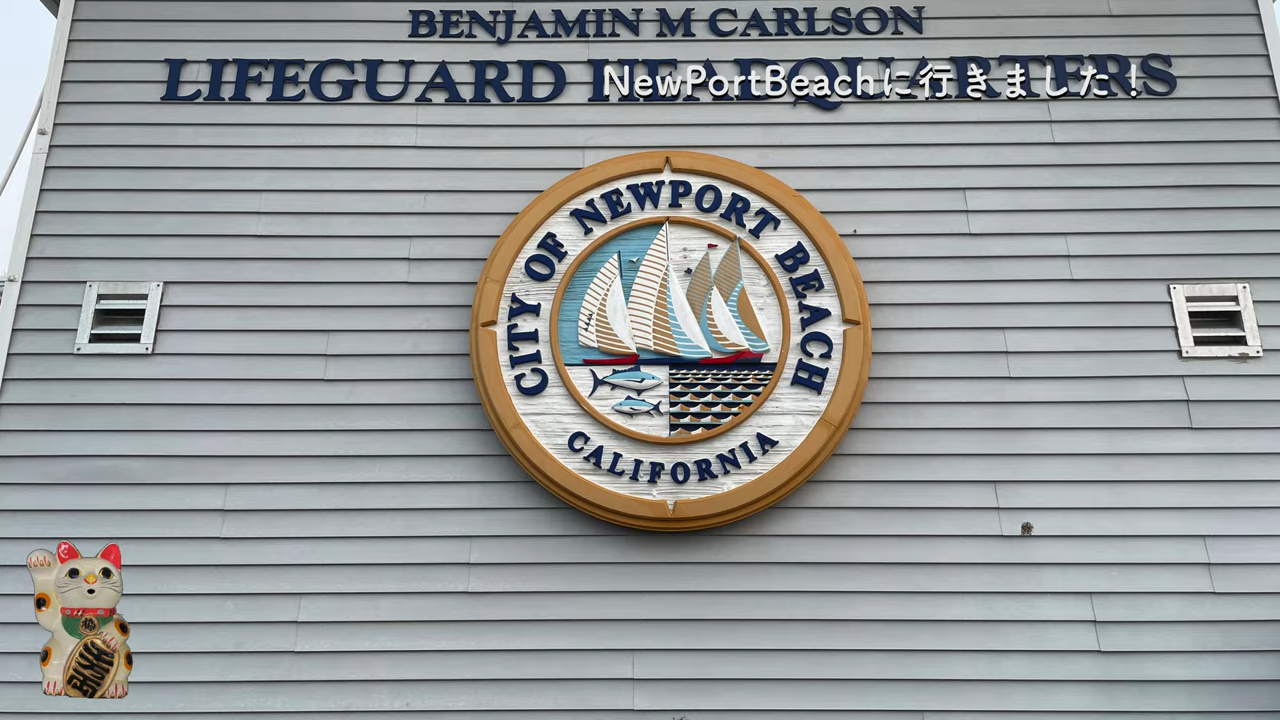 BENJAMIN M CARLSON
LIFEGUARD HEADQUARTERS
NewPortBeachに行きました！
CITY OF NEWPORT BEACH
CALIFORNIA